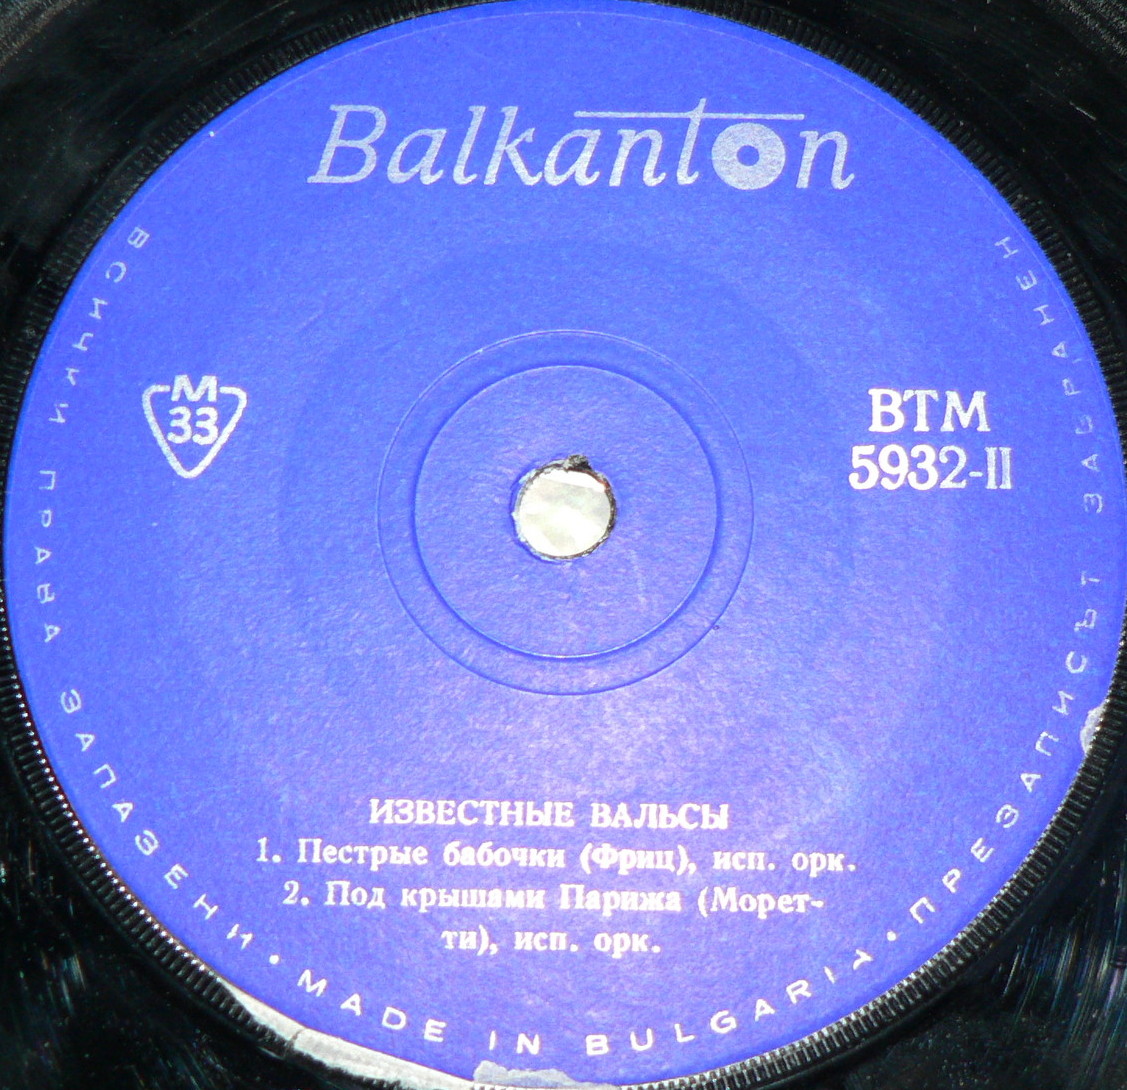 Balkanton
M
33
ВТМ
5932-II
ИЗВЕСТНЫЕ ВАЛЬСЫ
1. Пестрые бабочки (Фриц), исп. орк.
2. Под крышами Парижа (Морет-
ти), исп. орк.
ВСИЧКИ ПРАВА ЗАПАЗЕНИ • MADE IN BULGARIA • ПРЕЗАПИСЪТ ЗАБРАНЕН